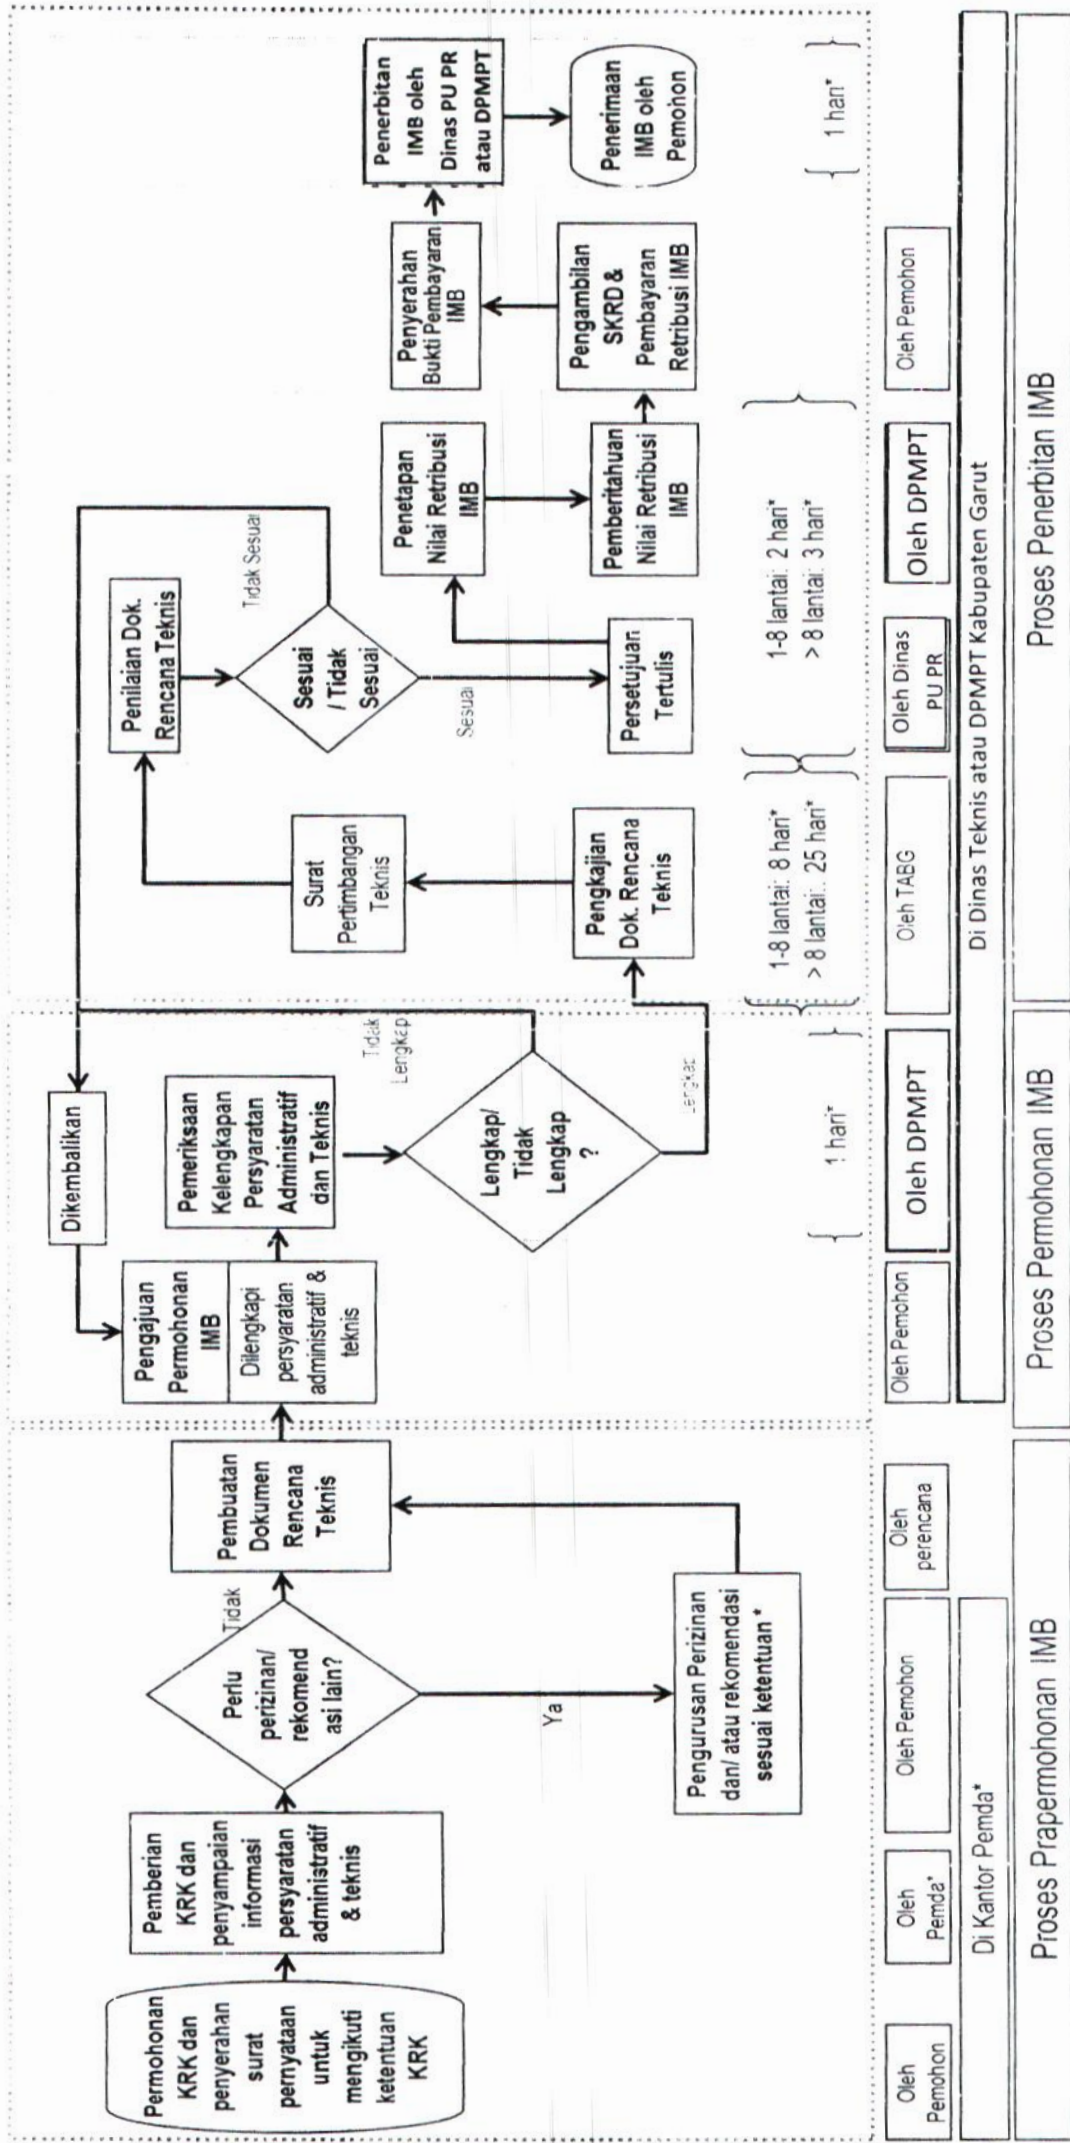 Permohonan
KRK dan
penyerahan
surat
pernyataan
untuk
mengikuti
ketentuan
KRK
Pemberian
KRK dan
penyampaian
informasi
persyaratan
administratif
& teknis
Perlu
perizinan/
rekomend
asi lain?
Tidak
Ya
Pengurusan Perizinan
dan/ atau rekomendasi
sesuai ketentuan*
Pembuatan
Dokumen
Rencana
Teknis
Dikembalikan
Pengajuan
Permohonan
IMB
Dilengkapi
persyaratan
administratif &
teknis
Pemeriksaan
Kelengkapan
Persyaratan
Administratif
dan Teknis
Lengkap/
Tidak
Lengkap
?
Tidak
Lengkap
Lengkap
1 hari*
Pengkajian
Dok. Rencana
Teknis
Surat
Pertimbangan
Teknis
Penilaian Dok.
Rencana Teknis
Sesuai
/ Tidak
Sesuai
Tidak Sesuai
Sesuai
Persetujuan
Tertulis
Penetapan
Nilai Retribusi
IMB
Pemberitahuan
Nilai Retribusi
IMB
Pengambilan
SKRD &
Pembayaran
Retribusi IMB
Penyerahan
Bukti Pembayaran
IMB
Penerbitan
IMB oleh
Dinas PU PR
atau DPMPT
Penerimaan
IMB oleh
Pemohon
1-8 lantai: 8 hari*
> 8 lantai:. 25 hari*
1-8 lantai: 2 hari*
> 8 lantai: 3 hari*
1 hari*
Oleh
Pemohon
Oleh
Pemda*
Oleh Pemohon
Oleh
perencana
Oleh Pemohon
Oleh DPMPT
Oleh TABG
Oleh Dinas
PU PR
Oleh DPMPT
Oleh Pemohon
Di Kantor Pemda*
Di Dinas Teknis atau DPMPT Kabupaten Garut
Proses Prapermohonan IMB
Proses Permohonan IMB
Proses Penerbitan IMB